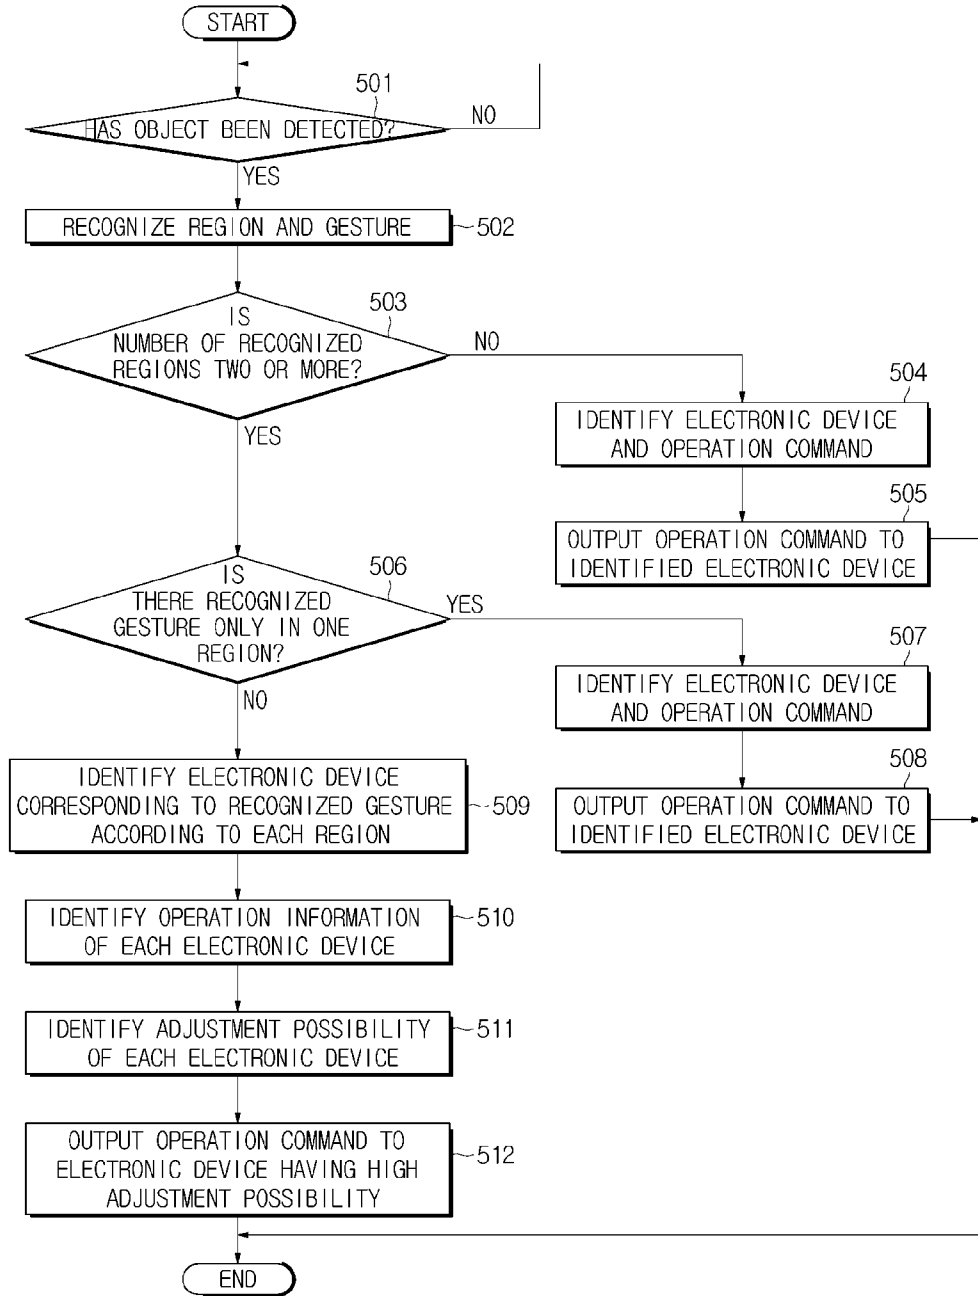 START
501
HAS OBJECT BEEN DETECTED?
NO
YES
RECOGNIZE REGION AND GESTURE
502
503
IS
NUMBER OF RECOGNIZED
REGIONS TWO OR MORE?
NO
YES
504
IDENTIFY ELECTRONIC DEVICE
AND OPERATION COMMAND
505
OUTPUT OPERATION COMMAND TO
IDENTIFIED ELECTRONIC DEVICE
506
IS
THERE RECOGNIZED
GESTURE ONLY IN ONE
REGION?
YES
NO
507
IDENTIFY ELECTRONIC DEVICE
AND OPERATION COMMAND
508
OUTPUT OPERATION COMMAND TO
IDENTIFIED ELECTRONIC DEVICE
IDENTIFY ELECTRONIC DEVICE
CORRESPONDING TO RECOGNIZED GESTURE
ACCORDING TO EACH REGION
509
IDENTIFY OPERATION INFORMATION
OF EACH ELECTRONIC DEVICE
510
IDENTIFY ADJUSTMENT POSSIBILITY
OF EACH ELECTRONIC DEVICE
511
OUTPUT OPERATION COMMAND TO
ELECTRONIC DEVICE HAVING HIGH
ADJUSTMENT POSSIBILITY
512
END